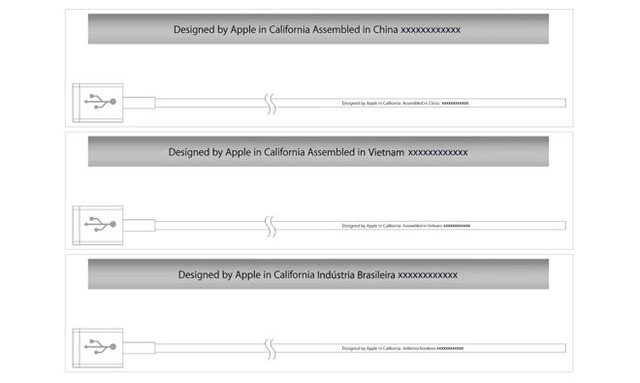 Designed by Apple in California Assembled in China xxxxxxxxxxxx
Designed by Apple in California Assembled in China xxxxxxxxxxxx
Designed by Apple in California Assembled in Vietnam xxxxxxxxxxxx
Designed by Apple in California Assembled in Vietnam xxxxxxxxxxxx
Designed by Apple in California Indústria Brasileira xxxxxxxxxxxx
Designed by Apple in California Indústria Brasileira xxxxxxxxxxxx